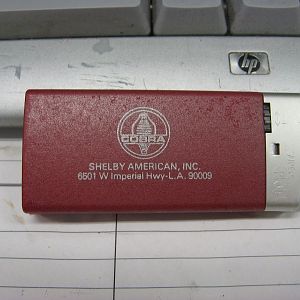 hp
COBRA
SHELBY AMERICAN, INC.
6501 W Imperial Hwy-L.A. 90009